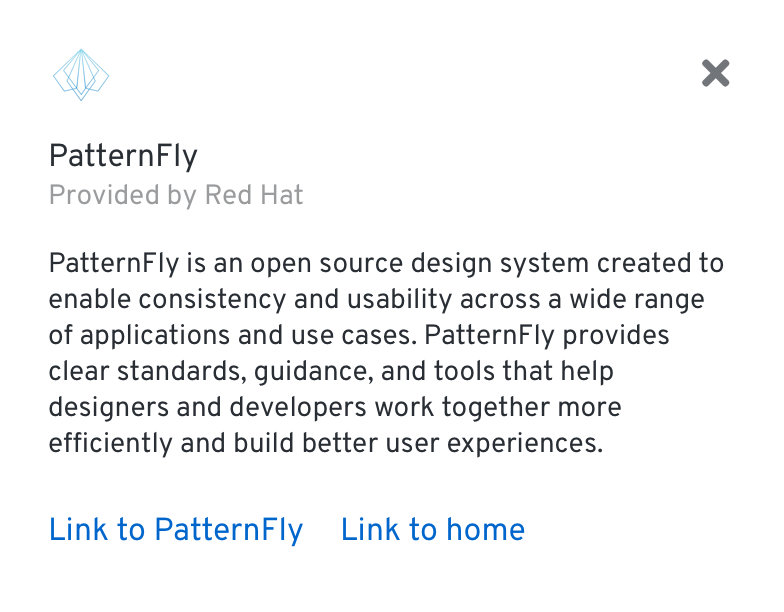 PatternFly
Provided by Red Hat
PatternFly is an open source design system created to
enable consistency and usability across a wide range
of applications and use cases. PatternFly provides
clear standards, guidance, and tools that help
designers and developers work together more
efficiently and build better user experiences.
Link to PatternFly Link to home